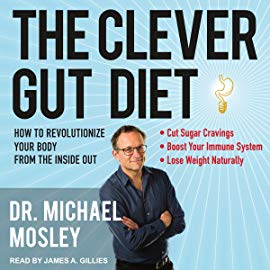 THE CLEVER
GUT DIET
HOW TO REVOLUTIONIZE
YOUR BODY
FROM THE INSIDE OUT
• Cut Sugar Cravings
• Boost Your Immune System
• Lose Weight Naturally
DR. MICHAEL
MOSLEY
READ BY JAMES A. GILLIES